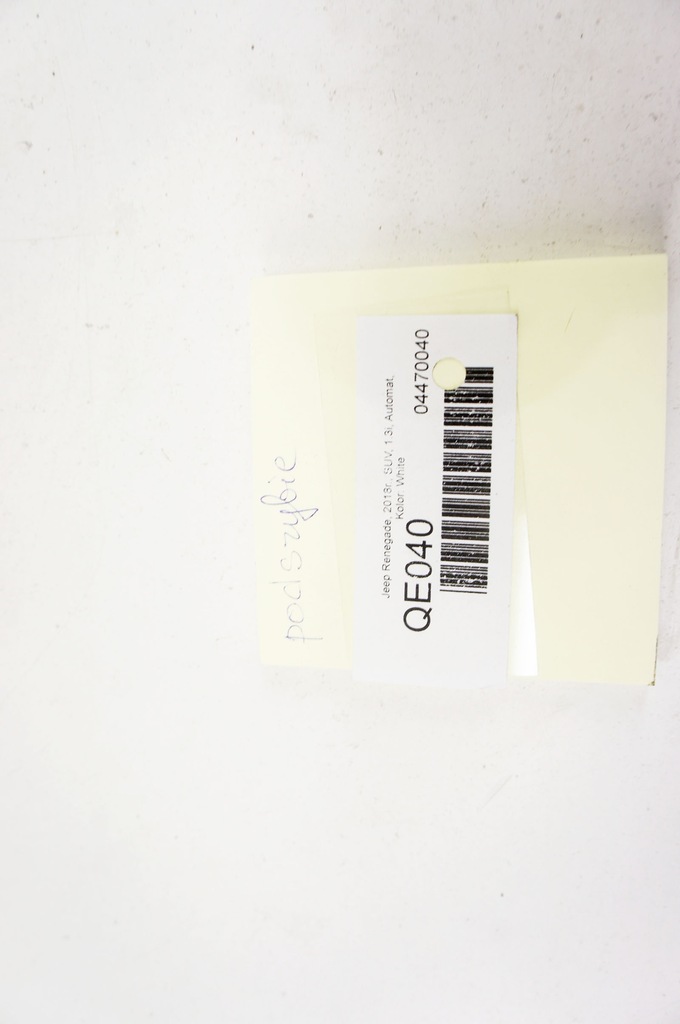 podszybie
Jeep Renegade, 2018r., SUV, 1.3i, Automat,
Kolor: White
QE040
04470040